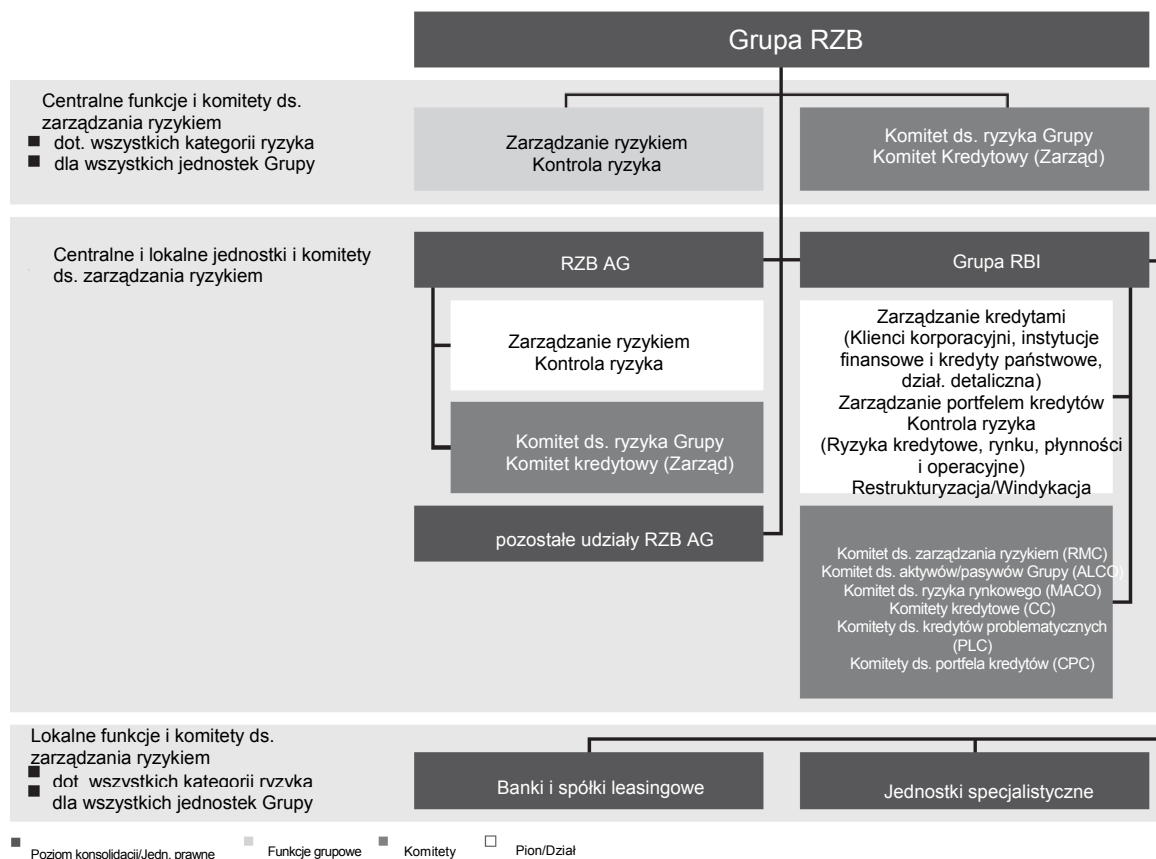 Grupa RZB
Centralne funkcje i komitety ds.
zarządzania ryzykiem
dot. wszystkich kategorii ryzyka
dla wszystkich jednostek Grupy
Zarządzanie ryzykiem
Kontrola ryzyka
Komitet ds. ryzyka Grupy
Komitet Kredytowy (Zarząd)
Centralne i lokalne jednostki i komitety
ds. zarządzania ryzykiem
RZB AG
Grupa RBI
Zarządzanie ryzykiem
Kontrola ryzyka
Komitet ds. ryzyka Grupy
Komitet kredytowy (Zarząd)
pozostałe udziały RZB AG
Zarządzanie kredytami
(Klienci korporacyjni, instytucje
finansowe i kredyty państwowe,
dział. detaliczna)
Zarządzanie portfelem kredytów
Kontrola ryzyka
(Ryzyka kredytowe, rynku, płynności
i operacyjne)
Restrukturyzacja/Windykacja
Komitet ds. zarządzania ryzykiem (RMC)
Komitet ds. aktywów/pasywów Grupy (ALCO)
Komitet ds. ryzyka rynkowego (MACO)
Komitety kredytowe (CC)
Komitety ds. kredytów problematycznych
(PLC)
Komitety ds. portfela kredytów (CPC)
Lokalne funkcje i komitety ds.
zarządzania ryzykiem
dot. wszystkich kategorii ryzyka
dla wszystkich jednostek Grupy
Banki i spółki leasingowe
Jednostki specjalistyczne
Poziom konsolidacji/Jedn. prawne
Funkcje grupowe
Komitety
Pion/Dział